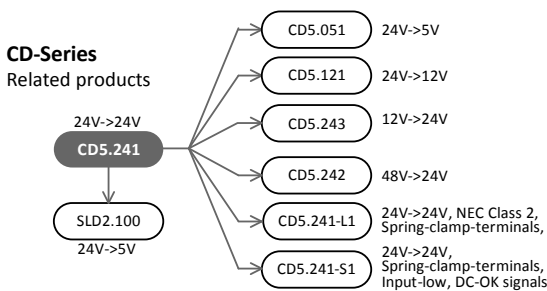 CD-Series
Related products
24V->24V
CD5.241
SLD2.100
24V->5V
CD5.051
24V->5V
CD5.121
24V->12V
CD5.243
12V->24V
CD5.242
48V->24V
CD5.241-L1
24V->24V, NEC Class 2,
Spring-clamp-terminals,
CD5.241-S1
24V->24V,
Spring-clamp-terminals,
Input-low, DC-OK signals